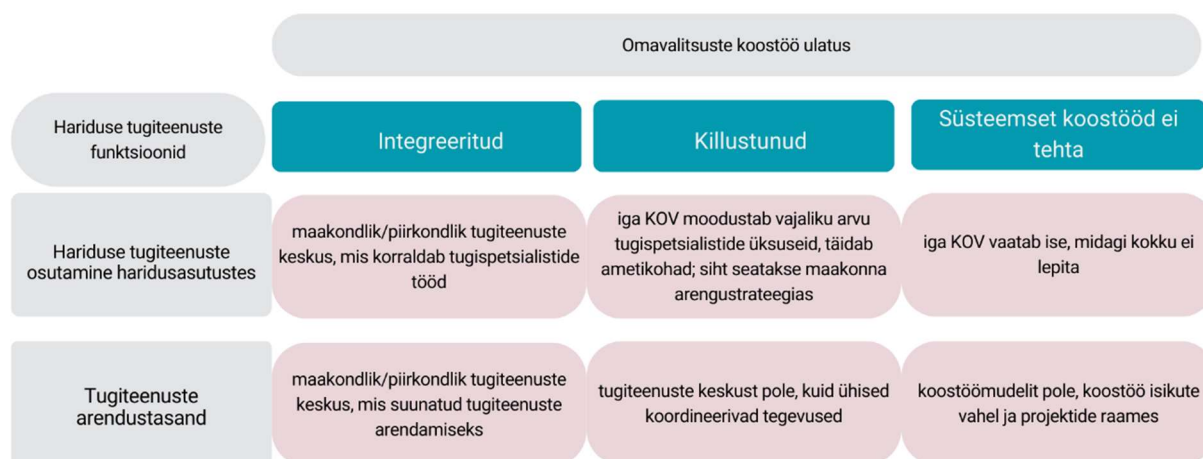 Omavalitsuste koostöö ulatus
Hariduse tugiteenuste
funktsioonid
Integreeritud
Killustunud
Süsteemset koostööd ei
tehta
Hariduse tugiteenuste
osutamine haridusasutustes
maakondlik/piirkondlik tugiteenuste
keskus, mis korraldab tugispetsialistide
tööd
iga KOV moodustab vajaliku arvu
tugispetsialistide üksuseid, täidab
ametikohad; siht seatakse maakonna
arengustrateegias
iga KOV vaatab ise, midagi kokku ei
lepita
Tugiteenuste
arendustasand
maakondlik/piirkondlik tugiteenuste
keskus, mis suunatud tugiteenuste
arendamiseks
tugiteenuste keskust pole, kuid ühised
koordineerivad tegevused
koostöömudelit pole, koostöö isikute
vahel ja projektide raames